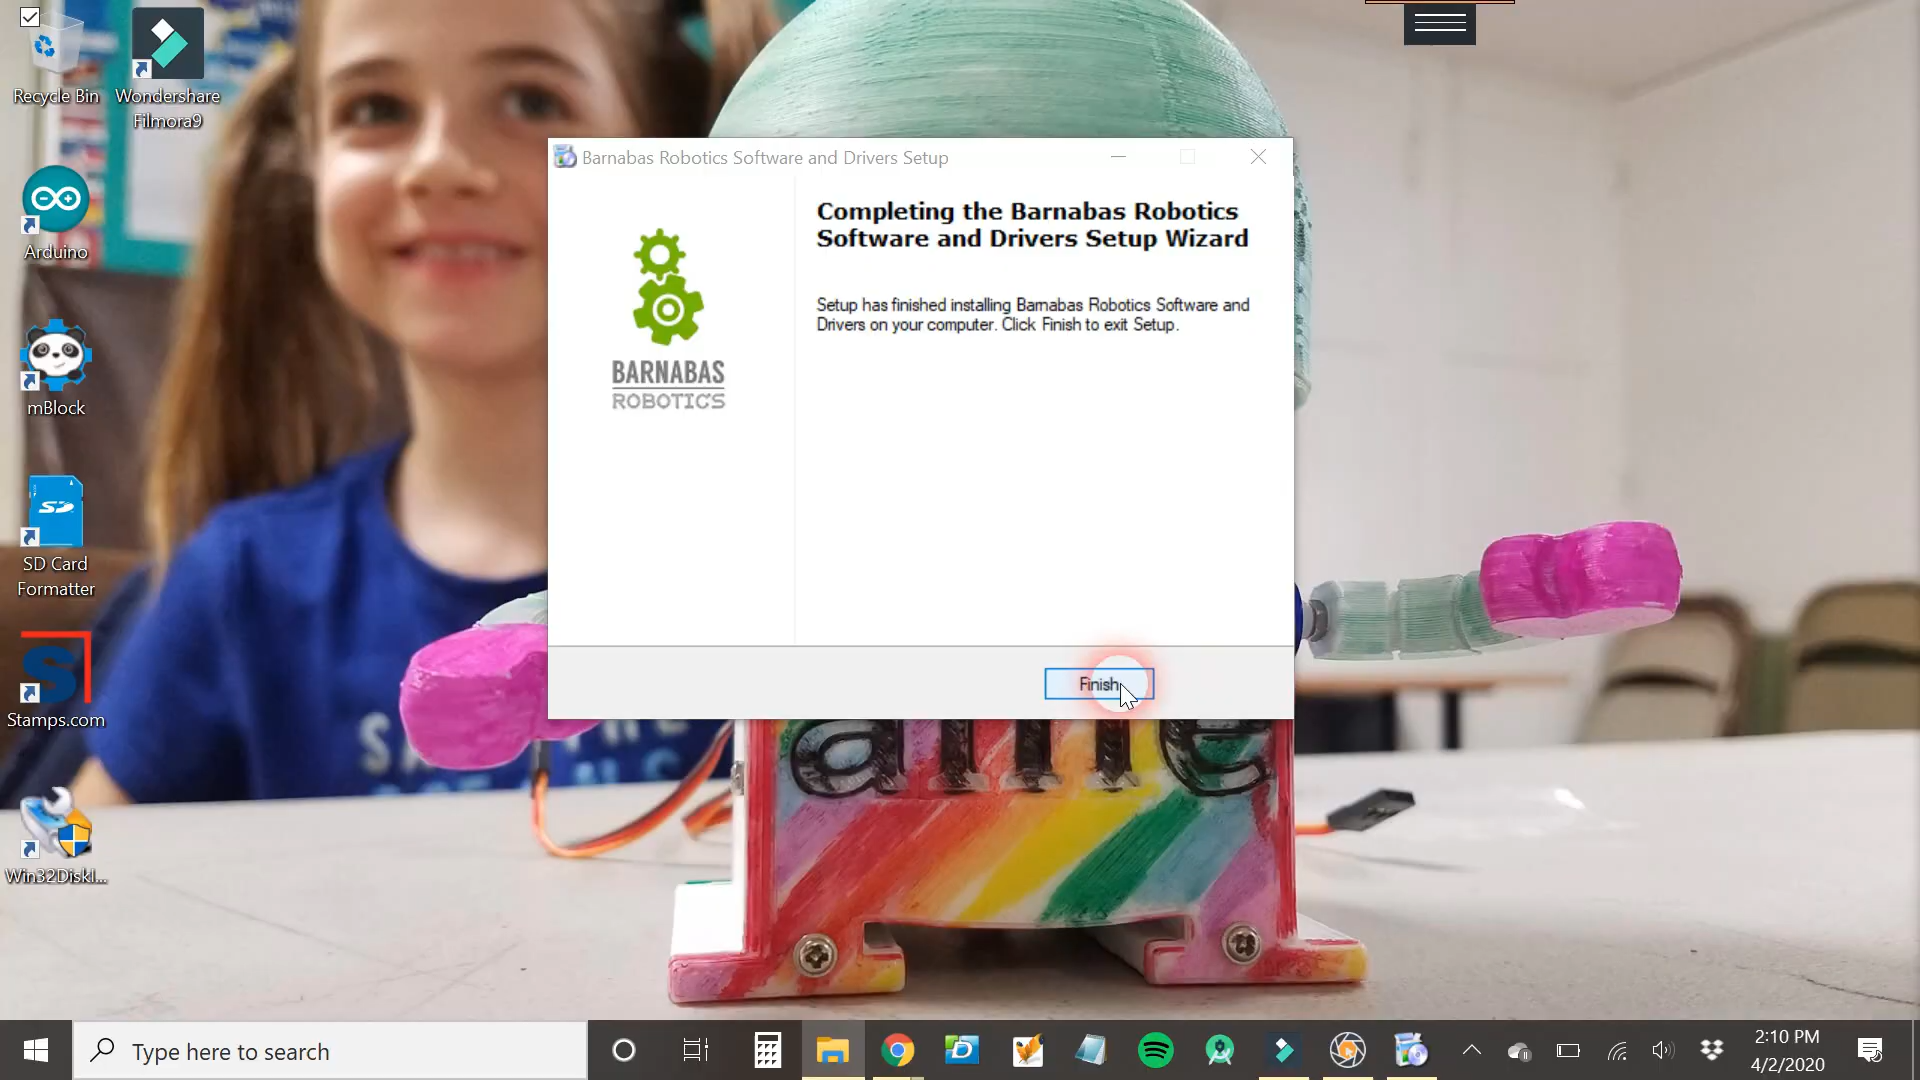 Recycle Bin
Wondershare
Filmora9
Arduino
mBlock
SD
SD Card
Formatter
S
Stamps.com
Win32DiskI...
Barnabas Robotics Software and Drivers Setup
Completing the Barnabas Robotics
Software and Drivers Setup Wizard
Setup has finished installing Barnabas Robotics Software and
Drivers on your computer. Click Finish to exit Setup.
BARNABAS
ROBOTICS
Finish
Type here to search
2:10 PM
4/2/2020